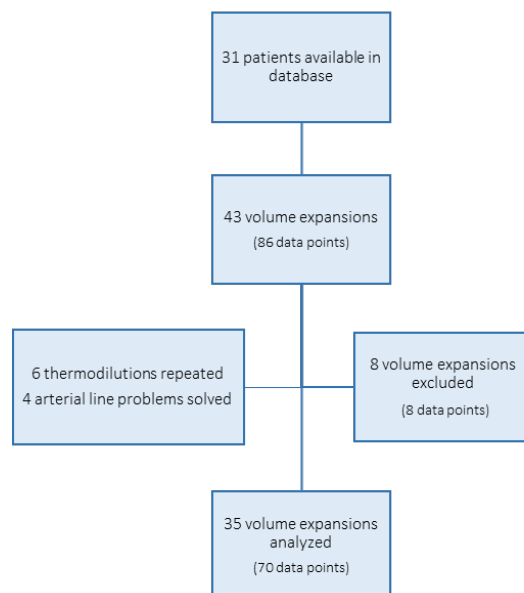 31 patients available in
database
43 volume expansions
(86 data points)
6 thermodilutions repeated
4 arterial line problems solved
8 volume expansions
excluded
(8 data points)
35 volume expansions
analyzed
(70 data points)